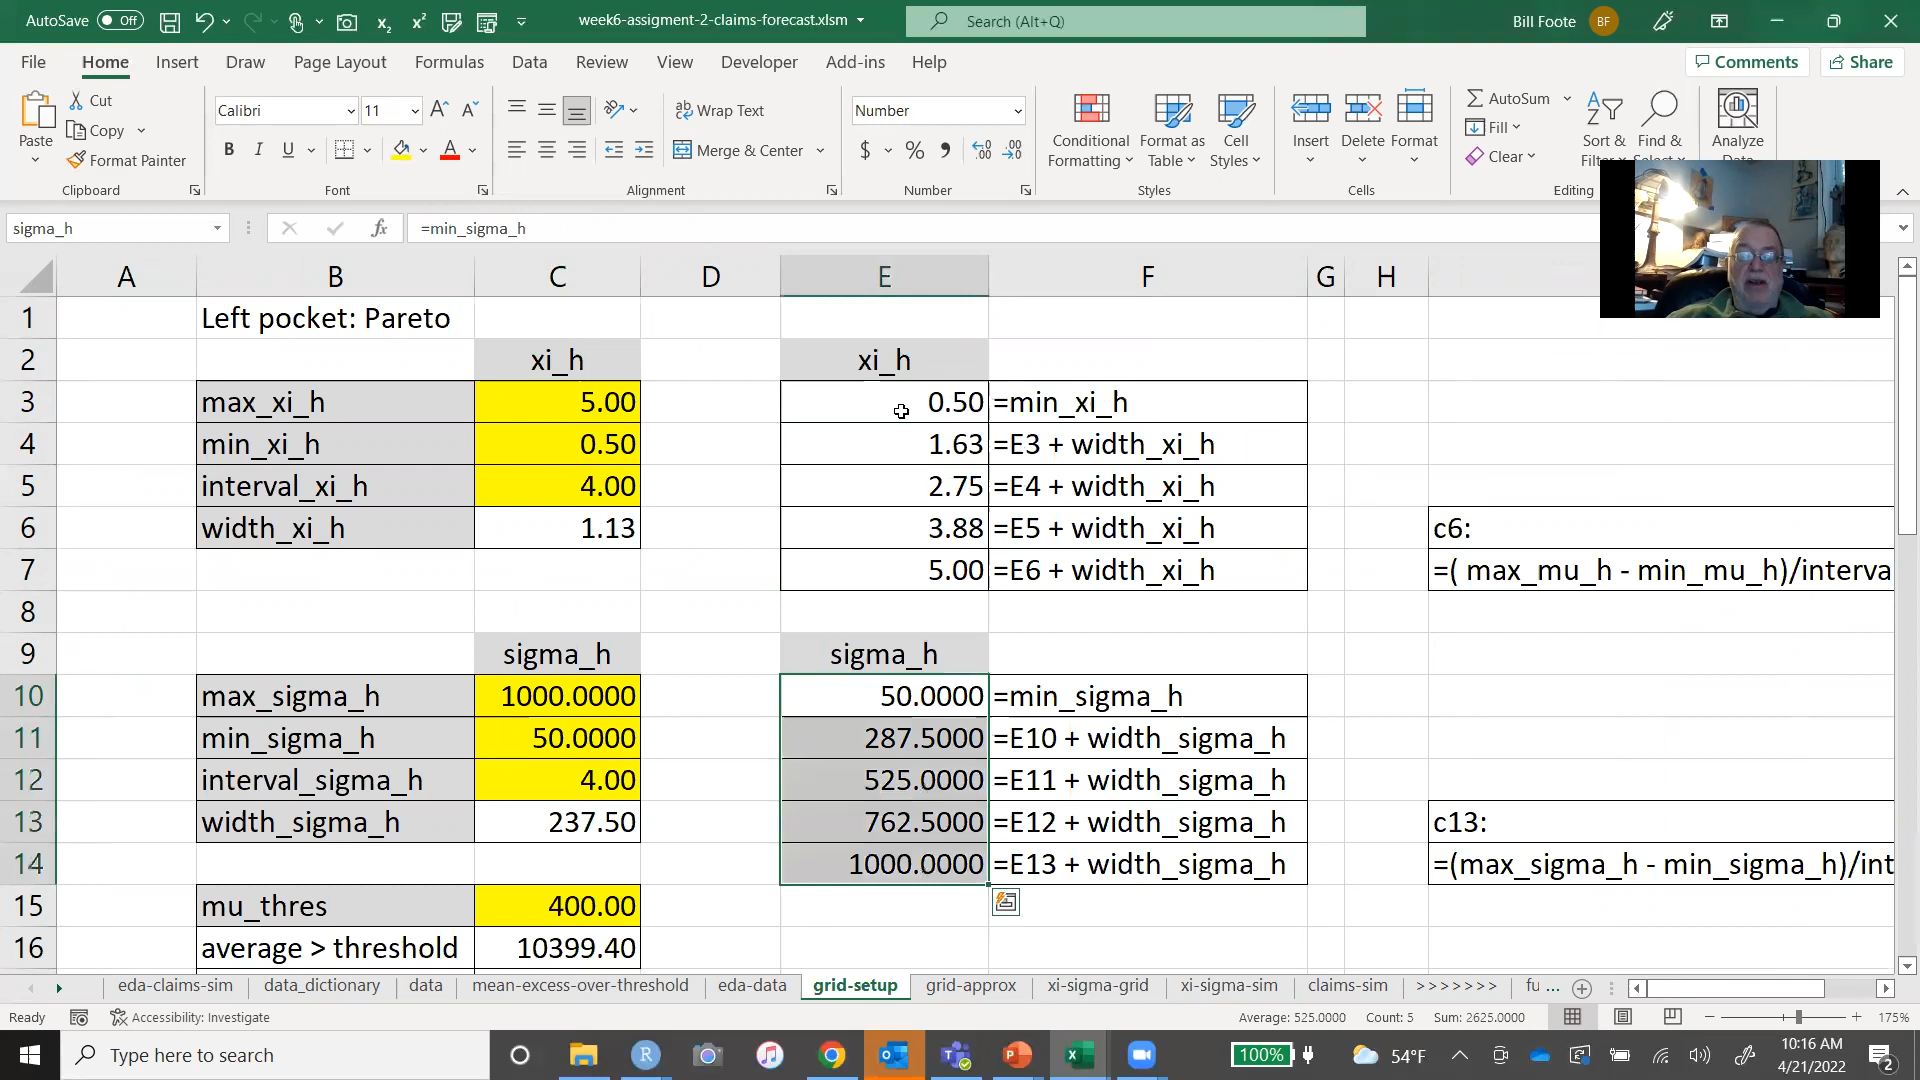 AutoSave Off week6-assigment-2-claims-forecast.xlsm Search (Alt+Q) Bill Foote BF
File Home Insert Draw Page Layout Formulas Data Review View Developer Add-ins Help Comments Share
Paste Cut Copy Format Painter
Calibri 11
B I U A
Wrap Text
Merge & Center
Number
$ % ,
Conditional Formatting Format as Table Cell Styles
Insert Delete Format
AutoSum Fill Clear
Sort & Filter Find & Select Analyze Data
Clipboard Font Alignment Number Styles Cells Editing
sigma_h fx =min_sigma_h
A B C D E F G H
1 Left pocket: Pareto
2 xi_h xi_h
3 max_xi_h 5.00 0.50 =min_xi_h
4 min_xi_h 0.50 1.63 =E3 + width_xi_h
5 interval_xi_h 4.00 2.75 =E4 + width_xi_h
6 width_xi_h 1.13 3.88 =E5 + width_xi_h c6:
7 5.00 =E6 + width_xi_h =( max_mu_h - min_mu_h)/interva
8
9 sigma_h sigma_h
10 max_sigma_h 1000.0000 50.0000 =min_sigma_h
11 min_sigma_h 50.0000 287.5000 =E10 + width_sigma_h
12 interval_sigma_h 4.00 525.0000 =E11 + width_sigma_h
13 width_sigma_h 237.50 762.5000 =E12 + width_sigma_h c13:
14 1000.0000 =E13 + width_sigma_h =(max_sigma_h - min_sigma_h)/int
15 mu_thres 400.00
16 average > threshold 10399.40
eda-claims-sim data_dictionary data mean-excess-over-threshold eda-data grid-setup grid-approx xi-sigma-grid xi-sigma-sim claims-sim >>>>>>> fu ...
Ready Accessibility: Investigate Average: 525.0000 Count: 5 Sum: 2625.0000 175%
Type here to search 100% 54°F 10:16 AM
4/21/2022 2